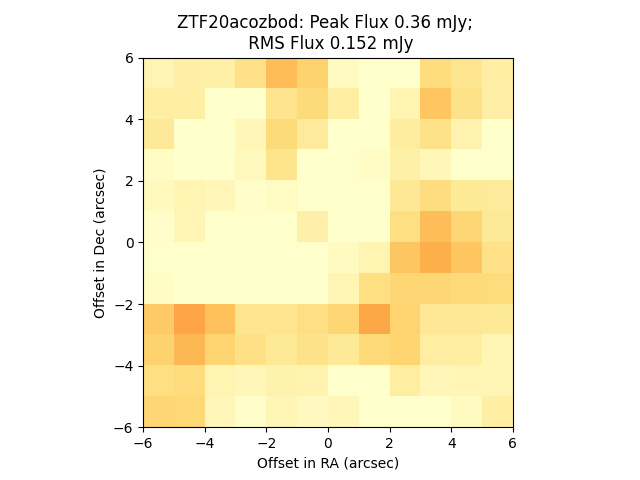 ZTF20acozbod: Peak Flux 0.36 mJy;
RMS Flux 0.152 mJy
6
4
2
0
−2
−4
−6
Offset in Dec (arcsec)
−6 −4 −2 0 2 4 6
Offset in RA (arcsec)